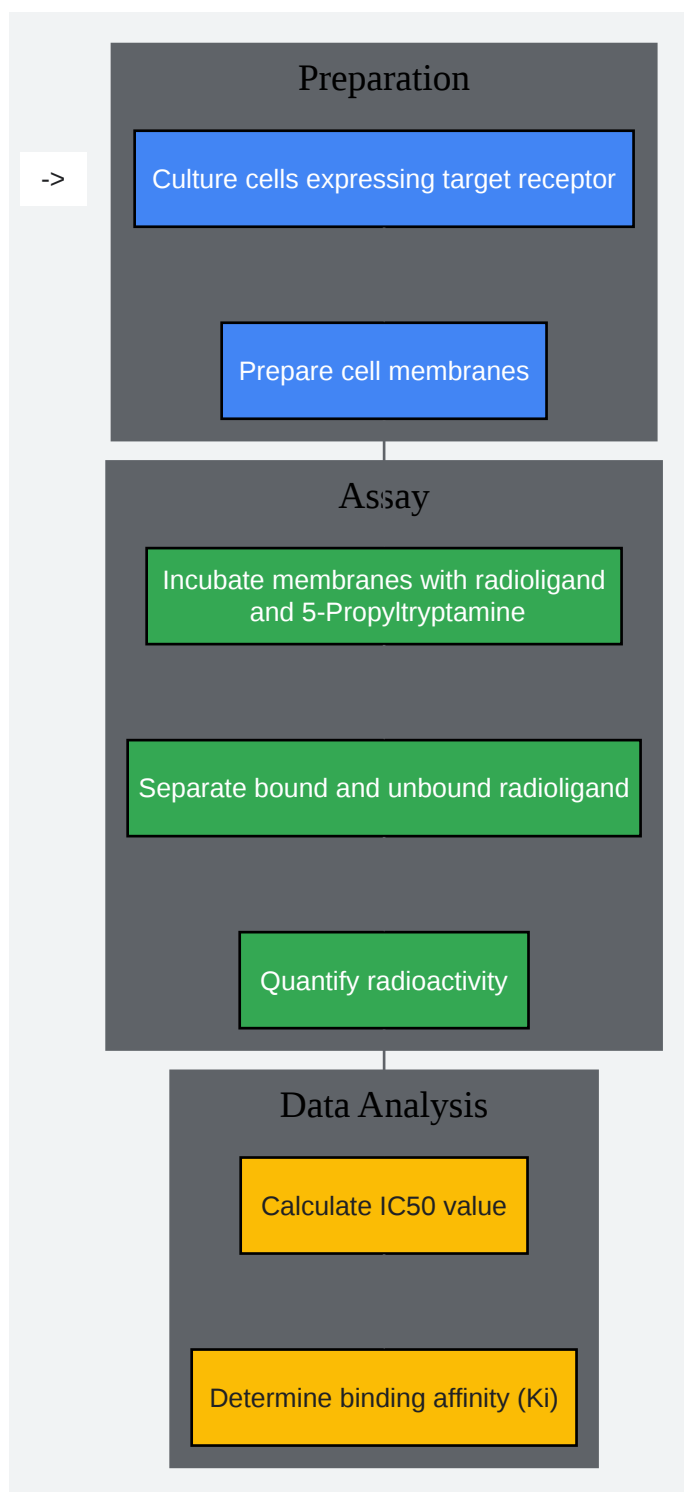 Preparation
->
Culture cells expressing target receptor
Prepare cell membranes
Assay
Incubate membranes with radioligand
and 5-Propyltryptamine
Separate bound and unbound radioligand
Quantify radioactivity
Data Analysis
Calculate IC50 value
Determine binding affinity (Ki)